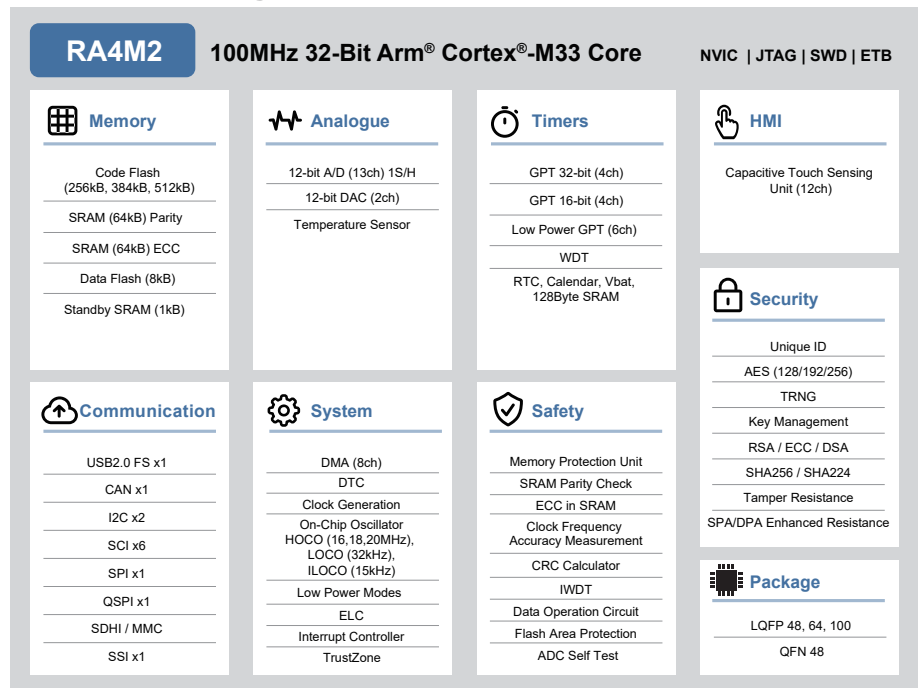 RA4M2
100MHz 32-Bit Arm® Cortex®-M33 Core
NVIC | JTAG | SWD | ETB
Memory
Code Flash
(256kB, 384kB, 512kB)
SRAM (64kB) Parity
SRAM (64kB) ECC
Data Flash (8kB)
Standby SRAM (1kB)
Analogue
12-bit A/D (13ch) 1S/H
12-bit DAC (2ch)
Temperature Sensor
Timers
GPT 32-bit (4ch)
GPT 16-bit (4ch)
Low Power GPT (6ch)
WDT
RTC, Calendar, Vbat,
128Byte SRAM
HMI
Capacitive Touch Sensing
Unit (12ch)
Communication
USB2.0 FS x1
CAN x1
I2C x2
SCI x6
SPI x1
QSPI x1
SDHI / MMC
SSI x1
System
DMA (8ch)
DTC
Clock Generation
On-Chip Oscillator
HOCO (16,18,20MHz),
LOCO (32kHz),
ILOCO (15kHz)
Low Power Modes
ELC
Interrupt Controller
TrustZone
Safety
Memory Protection Unit
SRAM Parity Check
ECC in SRAM
Clock Frequency
Accuracy Measurement
CRC Calculator
IWDT
Data Operation Circuit
Flash Area Protection
ADC Self Test
Security
Unique ID
AES (128/192/256)
TRNG
Key Management
RSA / ECC / DSA
SHA256 / SHA224
Tamper Resistance
SPA/DPA Enhanced Resistance
Package
LQFP 48, 64, 100
QFN 48